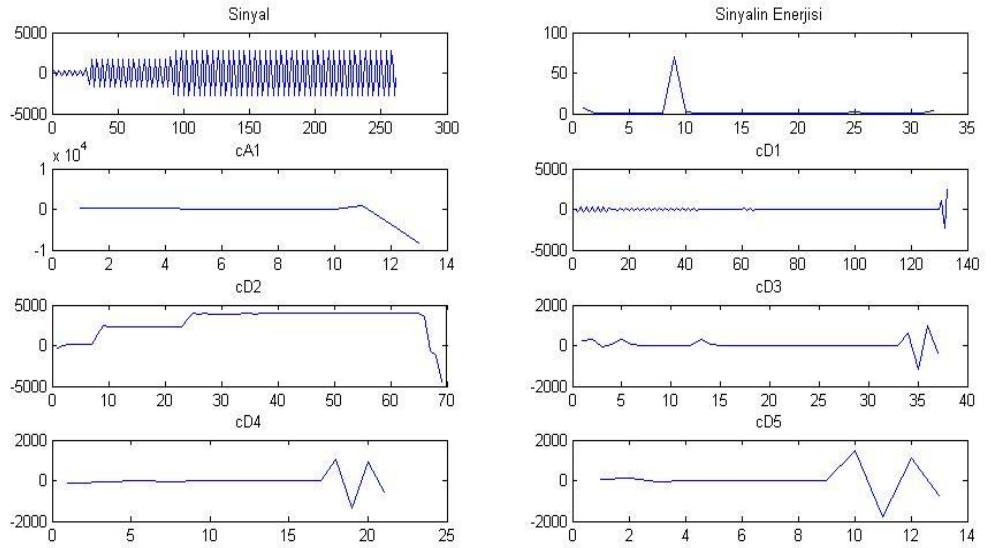 Sinyal
5000
0
-5000
0 50 100 150 200 250 300
Sinyalin Enerjisi
100
50
0
0 5 10 15 20 25 30 35
cA1
x 10^4
1
0
-1
0 2 4 6 8 10 12 14
cD1
5000
0
-5000
0 20 40 60 80 100 120 140
cD2
5000
0
-5000
0 10 20 30 40 50 60 70
cD3
2000
0
-2000
0 5 10 15 20 25 30 35 40
cD4
2000
0
-2000
0 5 10 15 20 25
cD5
2000
0
-2000
0 2 4 6 8 10 12 14